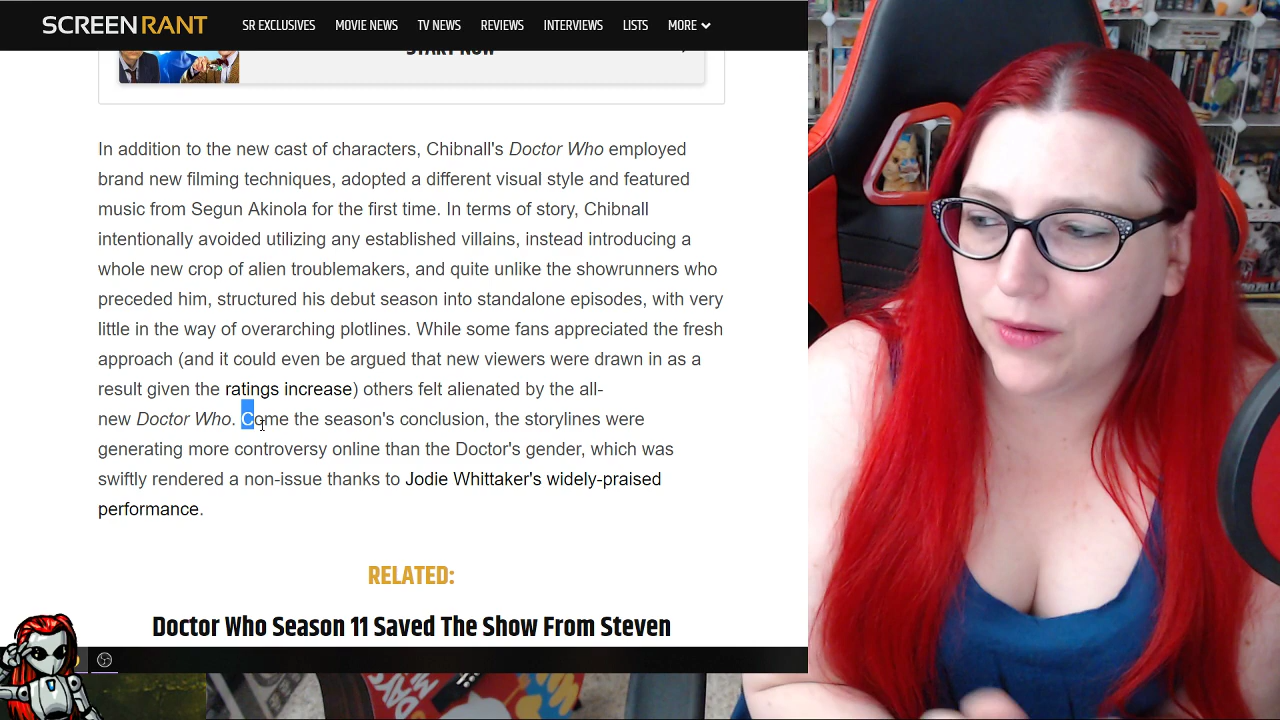 SCREENRANT SR EXCLUSIVES MOVIE NEWS TV NEWS REVIEWS INTERVIEWS LISTS MORE
START NOW
In addition to the new cast of characters, Chibnall's Doctor Who employed
brand new filming techniques, adopted a different visual style and featured
music from Segun Akinola for the first time. In terms of story, Chibnall
intentionally avoided utilizing any established villains, instead introducing a
whole new crop of alien troublemakers, and quite unlike the showrunners who
preceded him, structured his debut season into standalone episodes, with very
little in the way of overarching plotlines. While some fans appreciated the fresh
approach (and it could even be argued that new viewers were drawn in as a
result given the ratings increase) others felt alienated by the all-
new Doctor Who. Come the season's conclusion, the storylines were
generating more controversy online than the Doctor's gender, which was
swiftly rendered a non-issue thanks to Jodie Whittaker's widely-praised
performance.
RELATED:
Doctor Who Season 11 Saved The Show From Steven